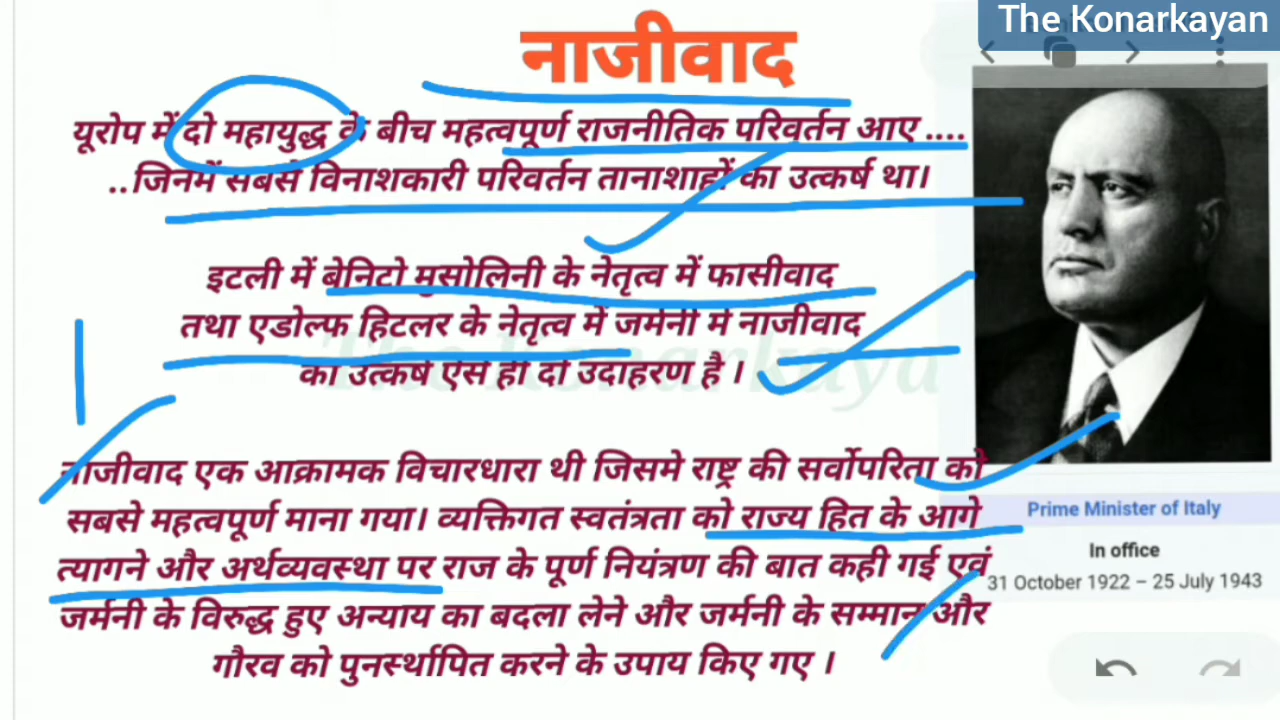 The Konarkayan
नाजीवाद
यूरोप में दो महायुद्ध के बीच महत्वपूर्ण राजनीतिक परिवर्तन आए ....
..जिनमें सबसे विनाशकारी परिवर्तन तानाशाहों का उत्कर्ष था।
इटली में बेनिटो मुसोलिनी के नेतृत्व में फासीवाद
तथा एडोल्फ हिटलर के नेतृत्व में जर्मनी में नाजीवाद
का उत्कर्ष ऐसे ही दो उदाहरण है ।
नाजीवाद एक आक्रामक विचारधारा थी जिसमे राष्ट्र की सर्वोपरिता को
सबसे महत्वपूर्ण माना गया। व्यक्तिगत स्वतंत्रता को राज्य हित के आगे
त्यागने और अर्थव्यवस्था पर राज के पूर्ण नियंत्रण की बात कही गई एवं
जर्मनी के विरुद्ध हुए अन्याय का बदला लेने और जर्मनी के सम्मान और
गौरव को पुनर्स्थापित करने के उपाय किए गए ।
Prime Minister of Italy
In office
31 October 1922 – 25 July 1943